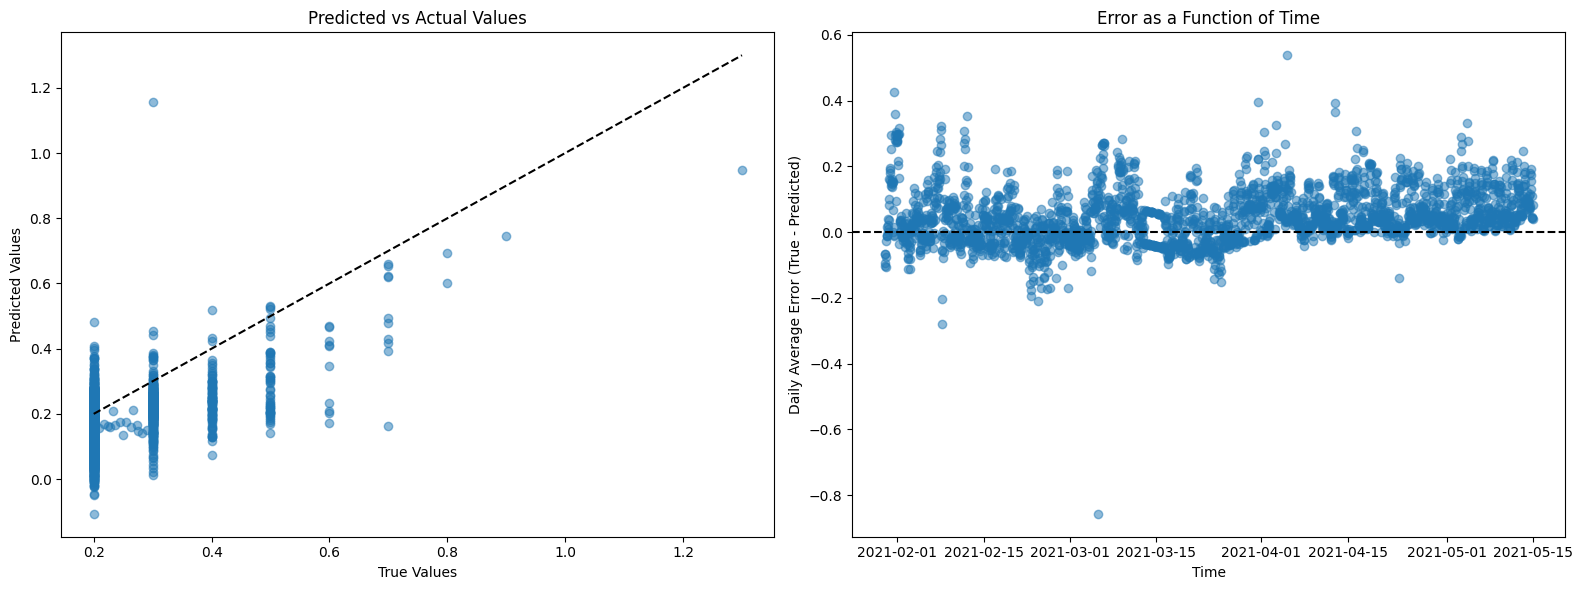 Predicted vs Actual Values
Predicted Values
1.2
1.0
0.8
0.6
0.4
0.2
0.0
0.2 0.4 0.6 0.8 1.0 1.2
True Values
Error as a Function of Time
Daily Average Error (True - Predicted)
0.6
0.4
0.2
0.0
−0.2
−0.4
−0.6
−0.8
2021-02-01 2021-02-15 2021-03-01 2021-03-15 2021-04-01 2021-04-15 2021-05-01 2021-05-15
Time